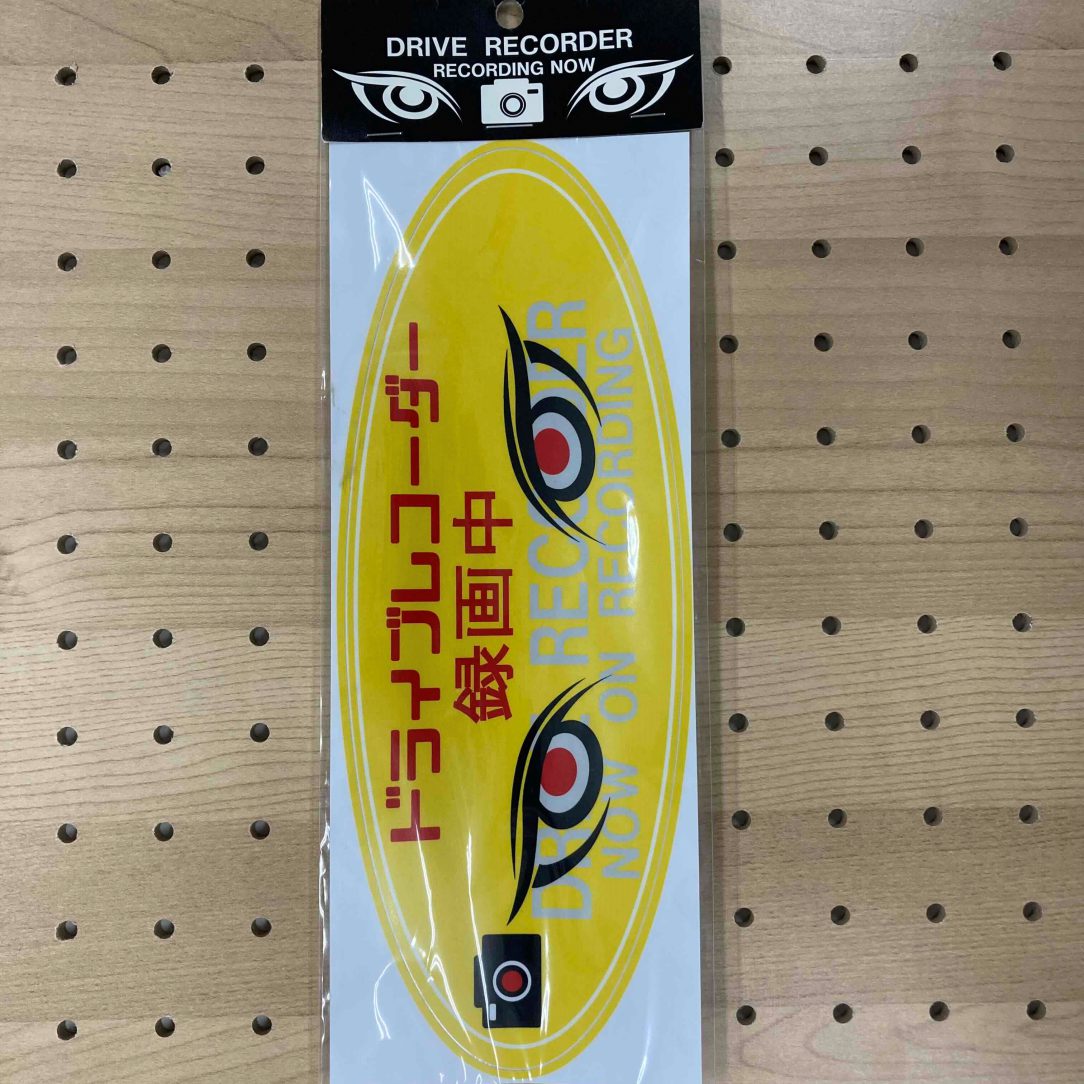 DRIVE RECORDER
RECORDING NOW
ドライブレコーダー
録画中
DRIVE RECORDER
NOW ON RECORDING